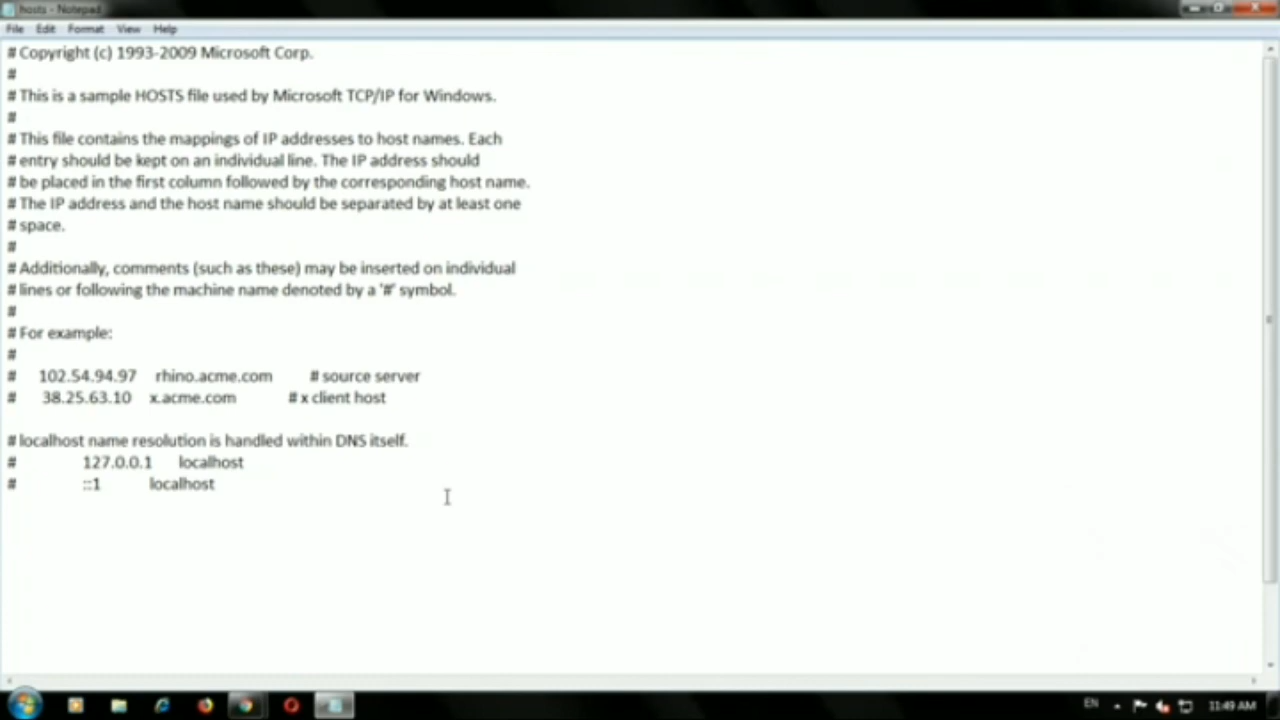 hosts - Notepad
File Edit Format View Help
# Copyright (c) 1993-2009 Microsoft Corp.
#
# This is a sample HOSTS file used by Microsoft TCP/IP for Windows.
#
# This file contains the mappings of IP addresses to host names. Each
# entry should be kept on an individual line. The IP address should
# be placed in the first column followed by the corresponding host name.
# The IP address and the host name should be separated by at least one
# space.
#
# Additionally, comments (such as these) may be inserted on individual
# lines or following the machine name denoted by a '#' symbol.
#
# For example:
#
# 102.54.94.97 rhino.acme.com # source server
# 38.25.63.10 x.acme.com # x client host
# localhost name resolution is handled within DNS itself.
# 127.0.0.1 localhost
# ::1 localhost
EN 11:49 AM